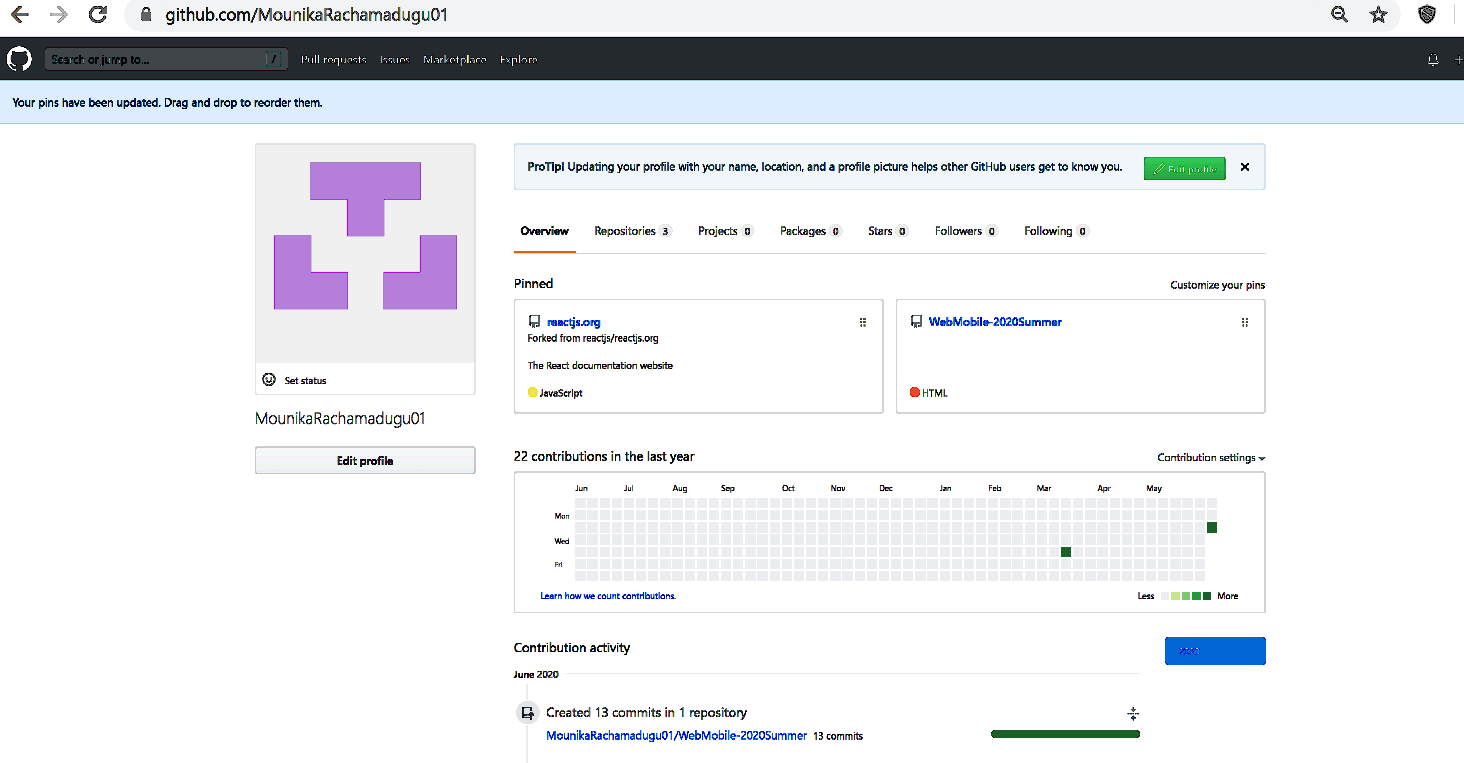 github.com/MounikaRachamadugu01
Search or jump to... /
Pull requests Issues Marketplace Explore
Your pins have been updated. Drag and drop to reorder them.
ProTip! Updating your profile with your name, location, and a profile picture helps other GitHub users get to know you.
Edit profile
Overview Repositories 3 Projects 0 Packages 0 Stars 0 Followers 0 Following 0
Pinned
Customize your pins
reactjs.org
Forked from reactjs/reactjs.org
The React documentation website
JavaScript
WebMobile-2020Summer
HTML
Set status
MounikaRachamadugu01
Edit profile
22 contributions in the last year
Contribution settings
Jun Jul Aug Sep Oct Nov Dec Jan Feb Mar Apr May
Mon
Wed
Fri
Learn how we count contributions.
Less More
Contribution activity
2020
June 2020
Created 13 commits in 1 repository
MounikaRachamadugu01/WebMobile-2020Summer 13 commits